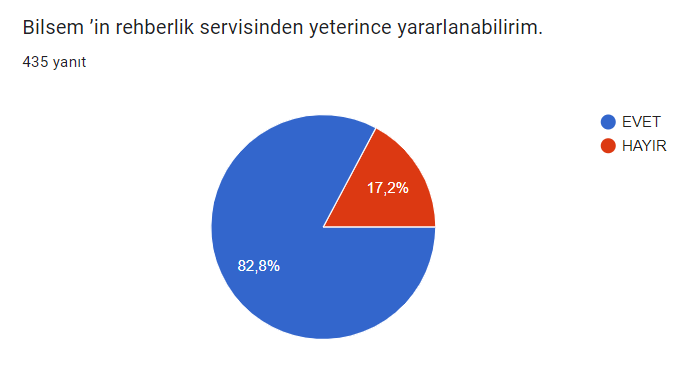 Bilsem ’in rehberlik servisinden yeterince yararlanabilirim.
435 yanıt
EVET
HAYIR
17,2%
82,8%